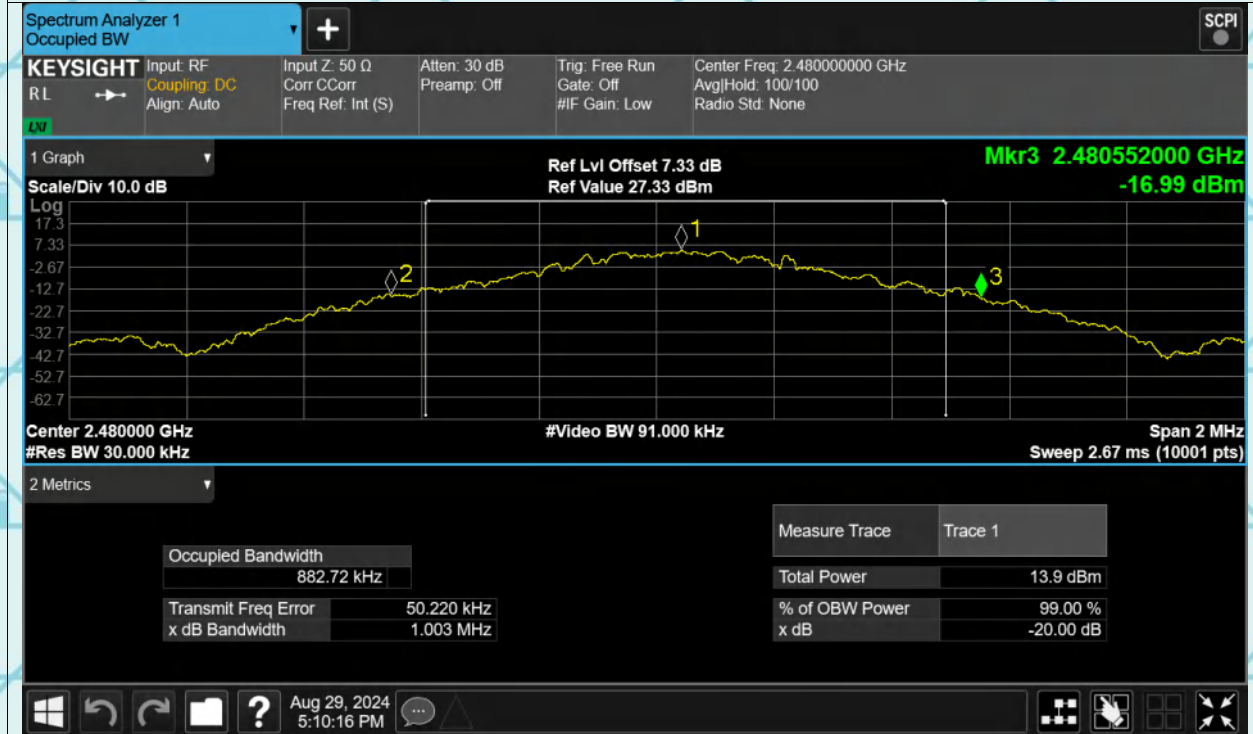 Spectrum Analyzer 1
Occupied BW
+
SCPI
KEYSIGHT
RL
LXI
Input: RF
Coupling: DC
Align: Auto
Input Z: 50 Ω
Corr CCorr
Freq Ref: Int (S)
Atten: 30 dB
Preamp: Off
Trig: Free Run
Gate: Off
#IF Gain: Low
Center Freq: 2.480000000 GHz
Avg|Hold: 100/100
Radio Std: None
1 Graph
Scale/Div 10.0 dB
Ref Lvl Offset 7.33 dB
Ref Value 27.33 dBm
Mkr3 2.480552000 GHz
-16.99 dBm
Log
17.3
7.33
-2.67
-12.7
-22.7
-32.7
-42.7
-52.7
-62.7
1
2
3
Center 2.480000 GHz
#Video BW 91.000 kHz
Span 2 MHz
#Res BW 30.000 kHz
Sweep 2.67 ms (10001 pts)
2 Metrics
Measure Trace Trace 1
Occupied Bandwidth
882.72 kHz
Total Power 13.9 dBm
Transmit Freq Error 50.220 kHz
% of OBW Power 99.00 %
x dB Bandwidth 1.003 MHz
x dB -20.00 dB
?
Aug 29, 2024
5:10:16 PM